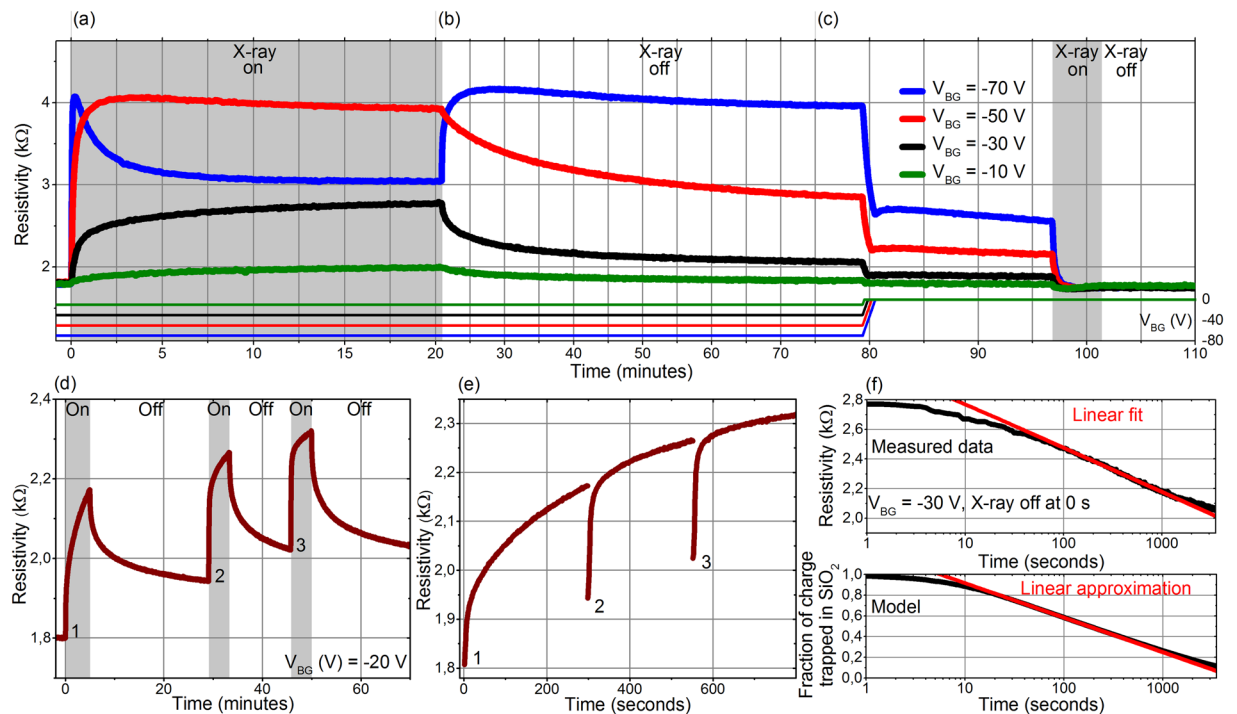 (a)
(b)
(c)
X-ray on
X-ray off
X-ray on
X-ray off
V_BG = -70 V
V_BG = -50 V
V_BG = -30 V
V_BG = -10 V
Resistivity (kΩ)
4
3
2
0
-40
-80
V_BG (V)
0 5 10 15 20 30 40 50 60 70 80 90 100 110
Time (minutes)
Time (minutes)
Time (minutes)
(d)
On Off On Off On Off
2,4
2,2
2,0
1,8
Resistivity (kΩ)
1
2
3
V_BG (V) = -20 V
0 20 40 60
Time (minutes)
(e)
2.3
2.2
2.1
2.0
1.9
1.8
Resistivity (kΩ)
1
2
3
0 200 400 600
Time (seconds)
(f)
2,8
2,6
2,4
2,2
2,0
Resistivity (kΩ)
Linear fit
Measured data
V_BG = -30 V, X-ray off at 0 s
1 10 100 1000
Time (seconds)
1,0
0,8
0,6
0,4
0,2
0,0
Fraction of charge
trapped in SiO₂
Linear approximation
Model
1 10 100 1000
Time (seconds)